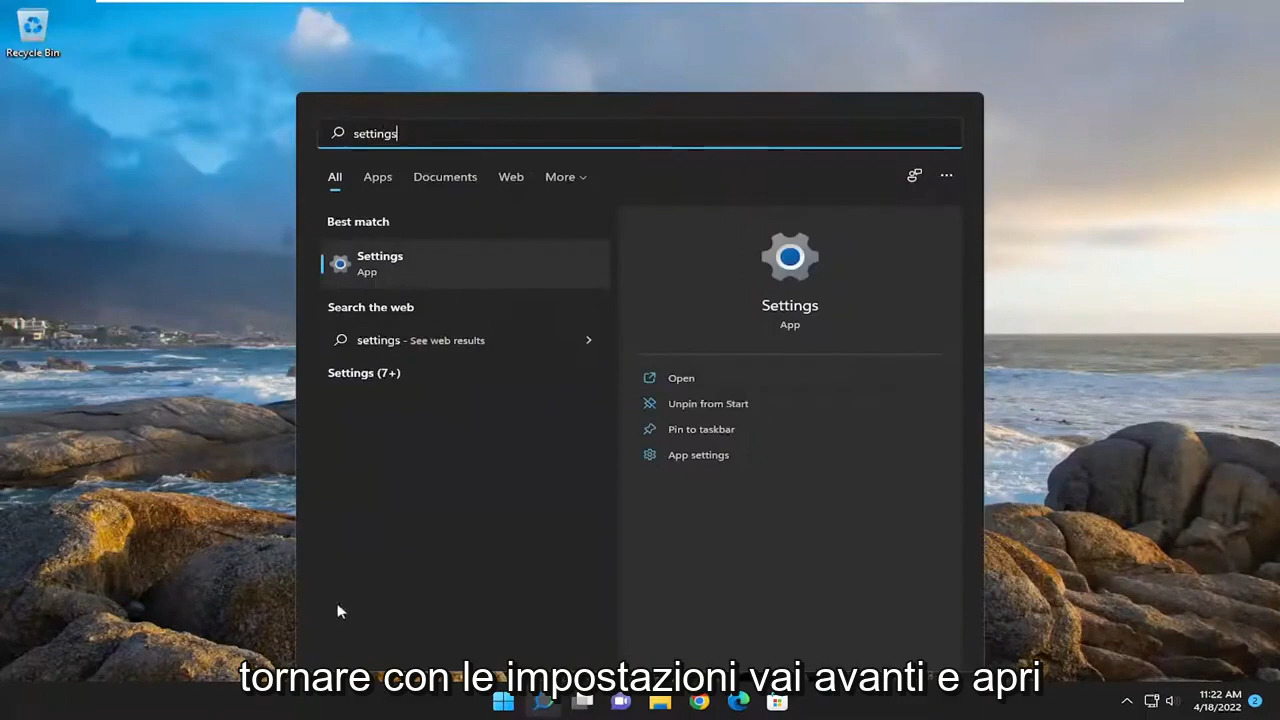 Recycle Bin
settings
All Apps Documents Web More
Best match
Settings
App
Search the web
settings - See web results
Settings (7+)
Settings
App
Open
Unpin from Start
Pin to taskbar
App settings
tornare con le impostazioni vai avanti e apri
11:22 AM
4/18/2022
2